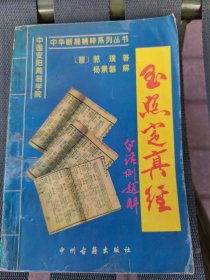 中国安阳周易学院
中华断易精粹系列丛书
〔晋〕郭 璞 著
杨景磐 解
玉照定真经
白话例题解
中州古籍出版社